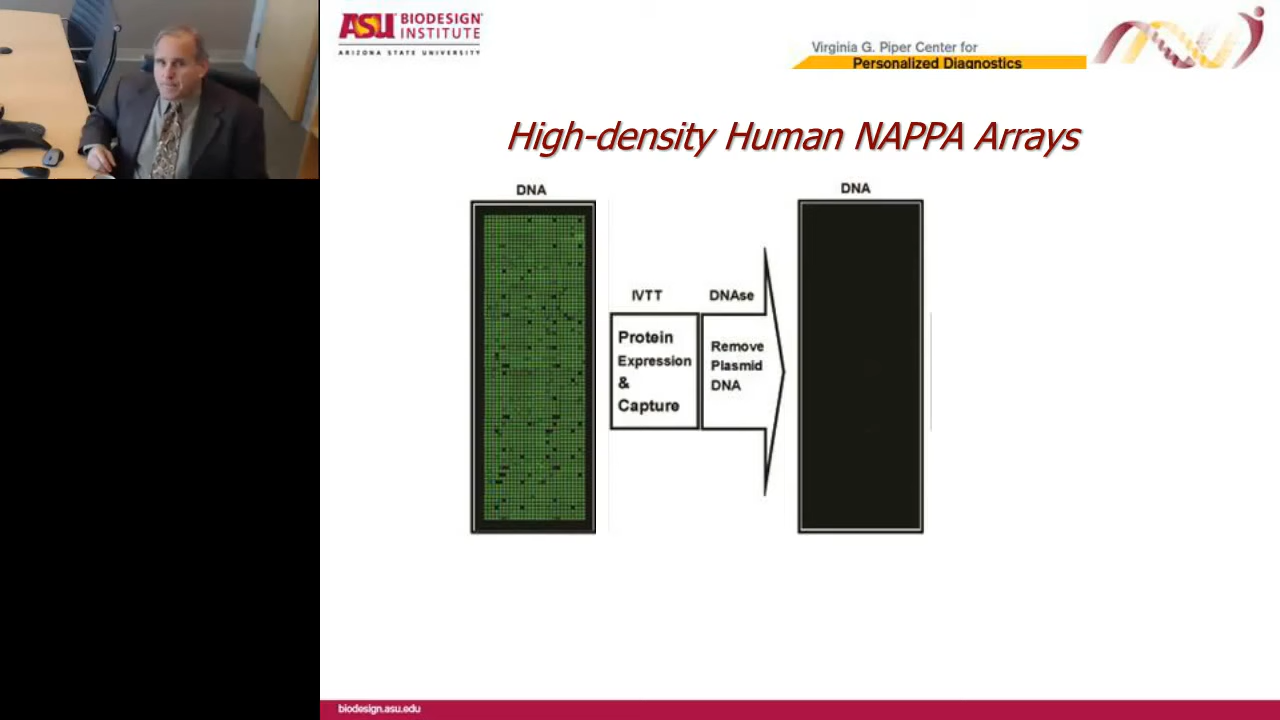 ASU BIODESIGN
INSTITUTE
ARIZONA STATE UNIVERSITY
Virginia G. Piper Center for
Personalized Diagnostics
High-density Human NAPPA Arrays
DNA
DNA
IVTT
DNAse
Protein
Expression
&
Capture
Remove
Plasmid
DNA
biodesign.asu.edu